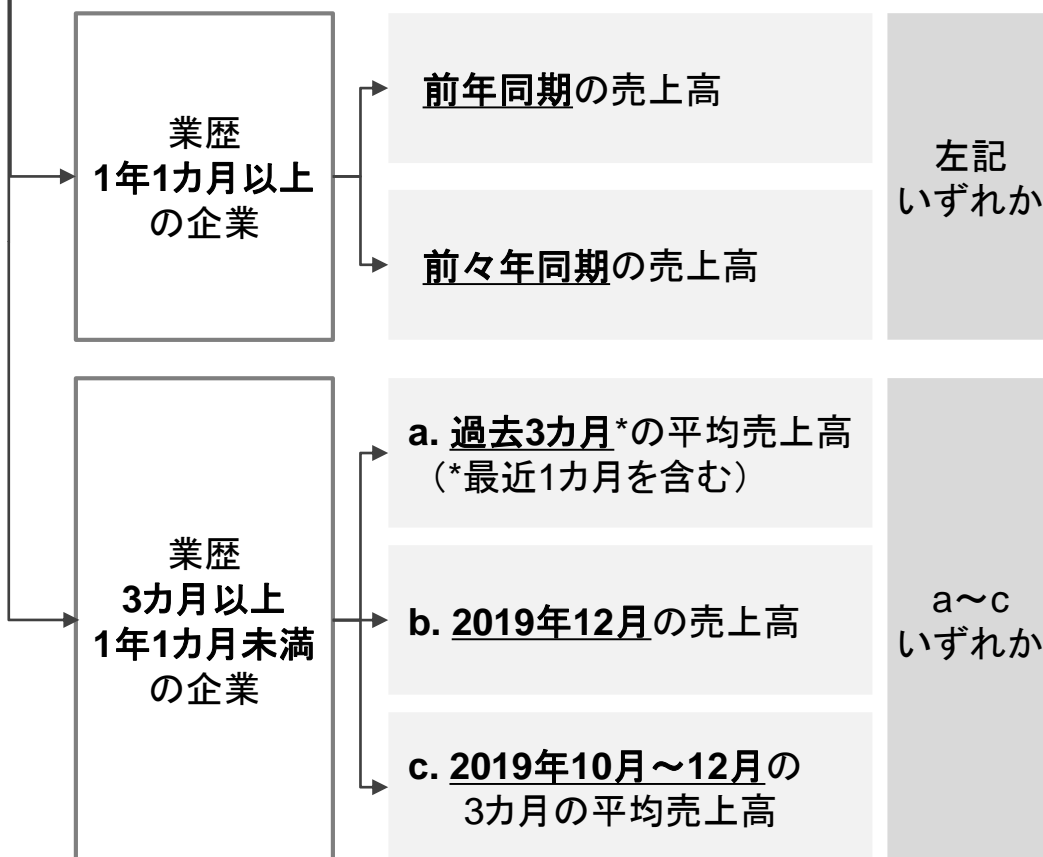 業歴
1年1カ月以上
の企業
前年同期の売上高
前々年同期の売上高
左記
いずれか
業歴
3カ月以上
1年1カ月未満
の企業
a. 過去3カ月*の平均売上高
（*最近1カ月を含む）
b. 2019年12月の売上高
c. 2019年10月～12月の
3カ月の平均売上高
a～c
いずれか